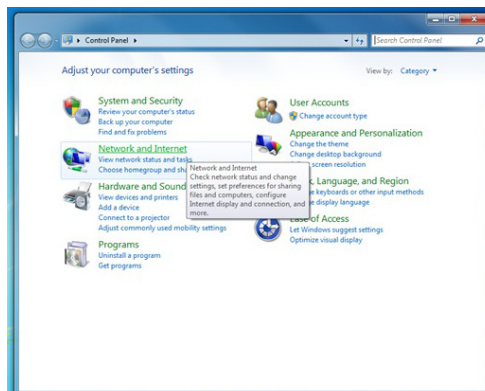 Control Panel
Search Control Panel
Adjust your computer's settings
View by: Category
System and Security
Review your computer's status
Back up your computer
Find and fix problems
Network and Internet
View network status and tasks
Choose homegroup and sha
Hardware and Sound
View devices and printers
Add a device
Connect to a projector
Adjust commonly used mobility settings
Programs
Uninstall a program
Get programs
Network and Internet
Check network status and change
settings, set preferences for sharing
files and computers, configure
Internet display and connection, and
more.
User Accounts
Change account type
Appearance and Personalization
Change the theme
Change desktop background
screen resolution
Language, and Region
keyboards or other input methods
display language
Ease of Access
Let Windows suggest settings
Optimize visual display